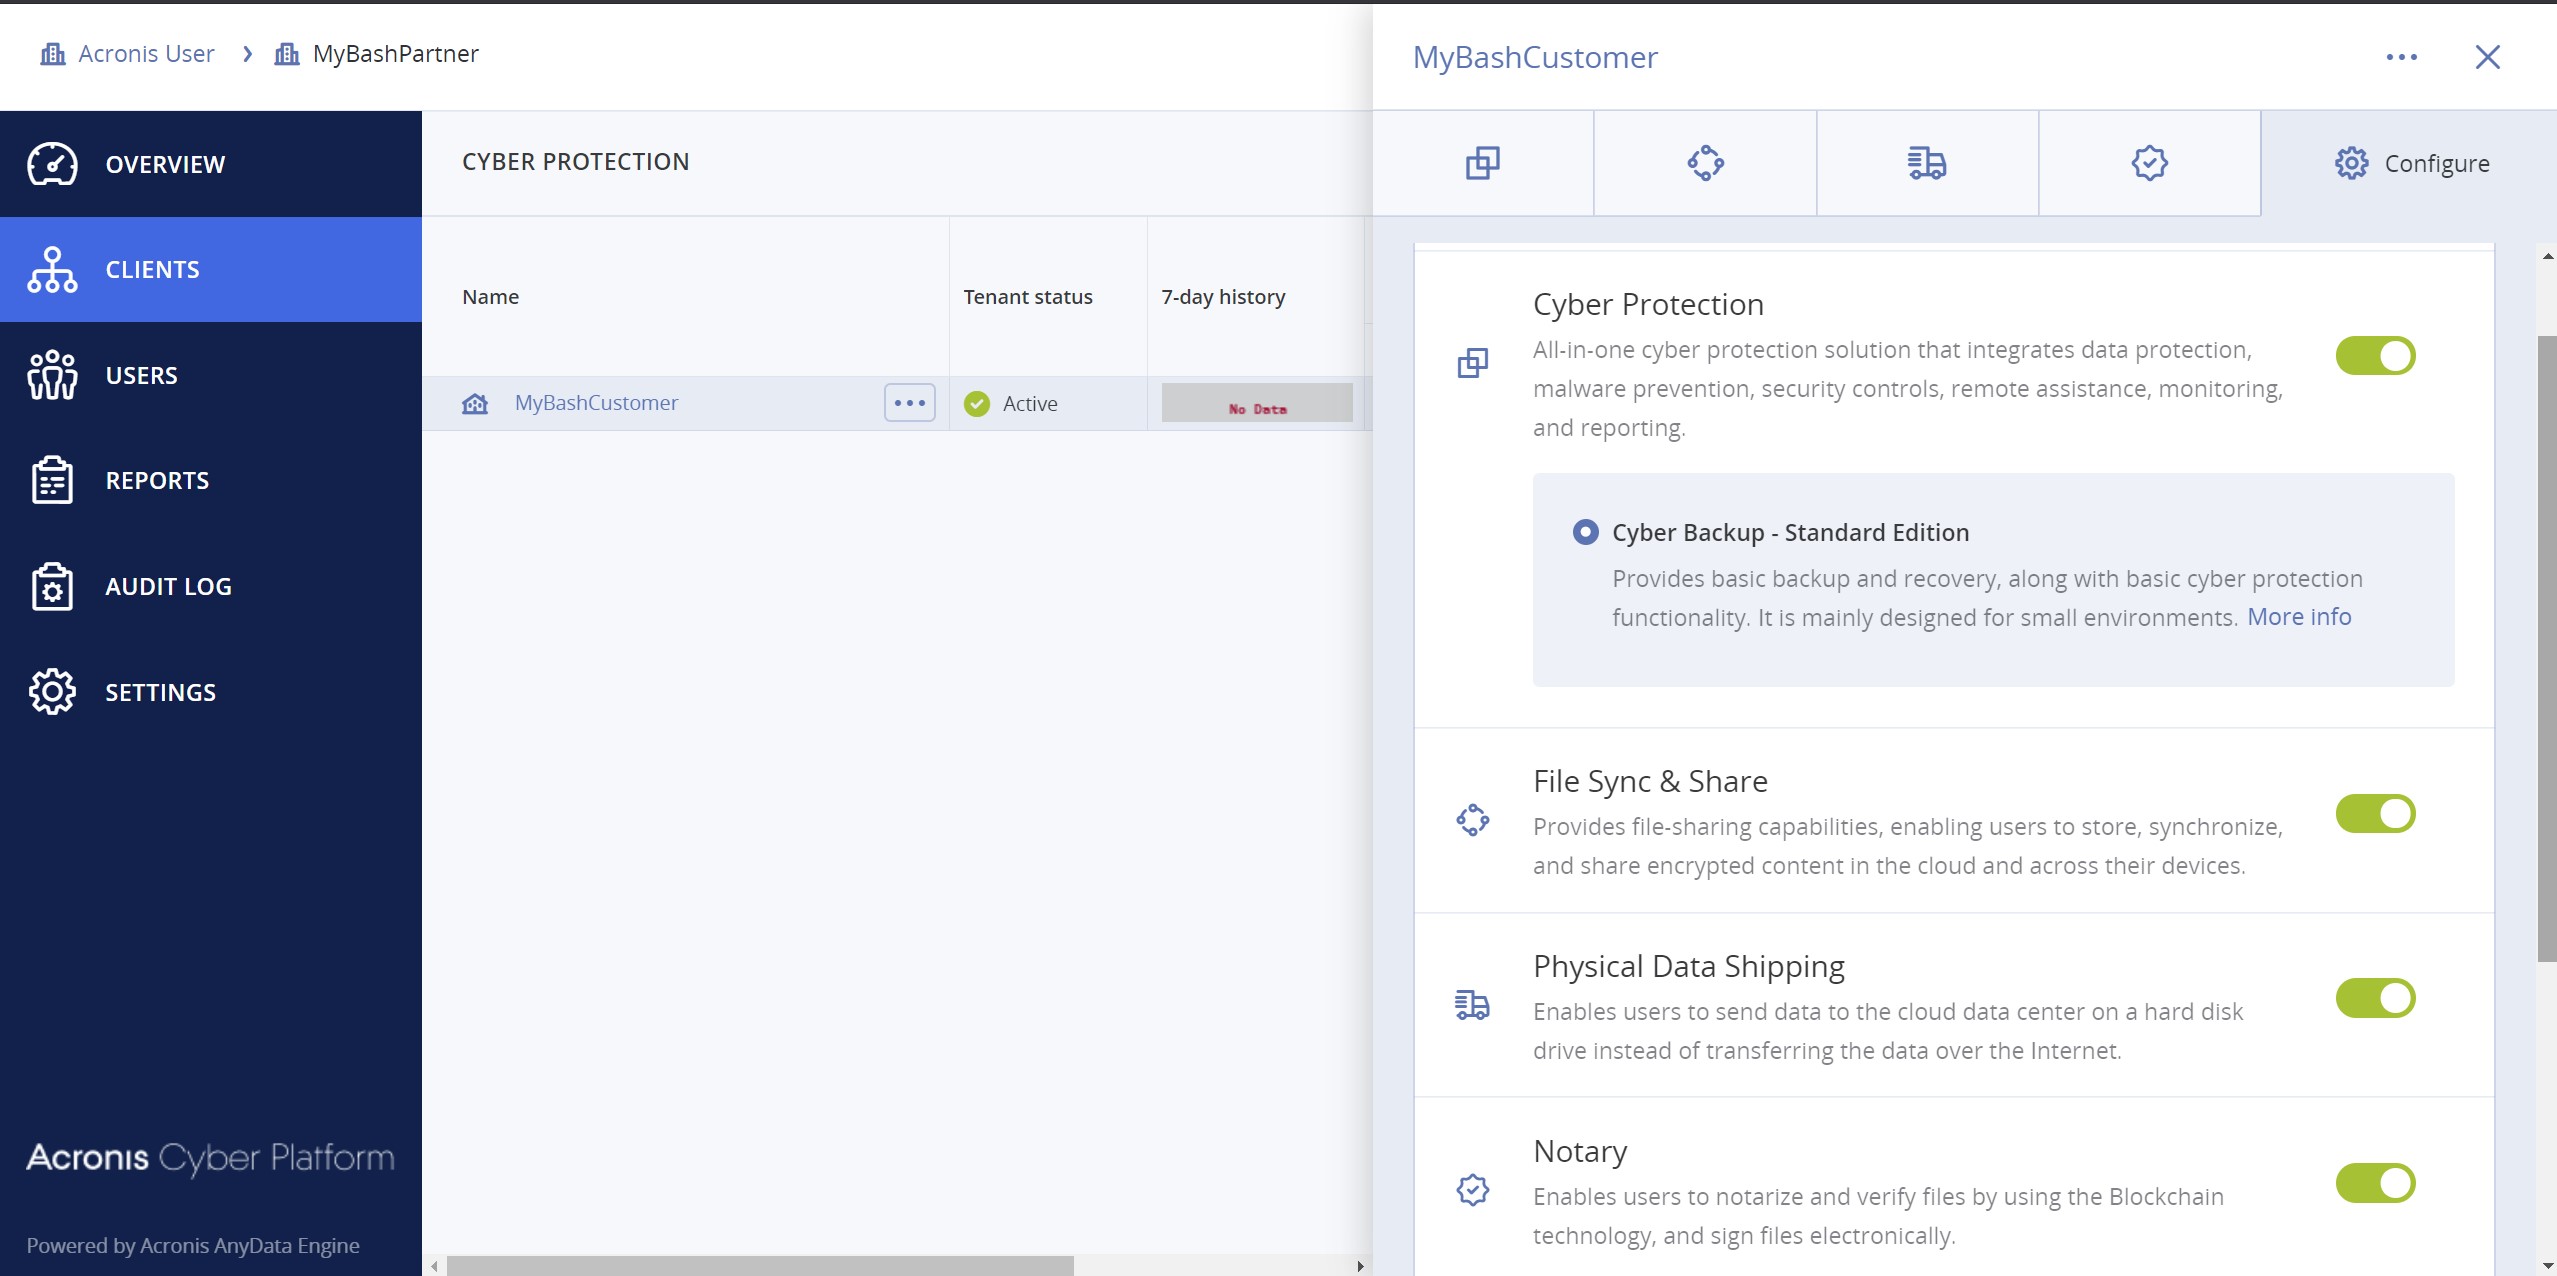 Acronis User
MyBashPartner
OVERVIEW
CLIENTS
USERS
REPORTS
AUDIT LOG
SETTINGS
Acronis Cyber Platform
Powered by Acronis AnyData Engine
CYBER PROTECTION
Name
Tenant status
7-day history
MyBashCustomer
Active
No Data
MyBashCustomer
Configure
Cyber Protection
All-in-one cyber protection solution that integrates data protection,
malware prevention, security controls, remote assistance, monitoring,
and reporting.
Cyber Backup - Standard Edition
Provides basic backup and recovery, along with basic cyber protection
functionality. It is mainly designed for small environments. More info
File Sync & Share
Provides file-sharing capabilities, enabling users to store, synchronize,
and share encrypted content in the cloud and across their devices.
Physical Data Shipping
Enables users to send data to the cloud data center on a hard disk
drive instead of transferring the data over the Internet.
Notary
Enables users to notarize and verify files by using the Blockchain
technology, and sign files electronically.